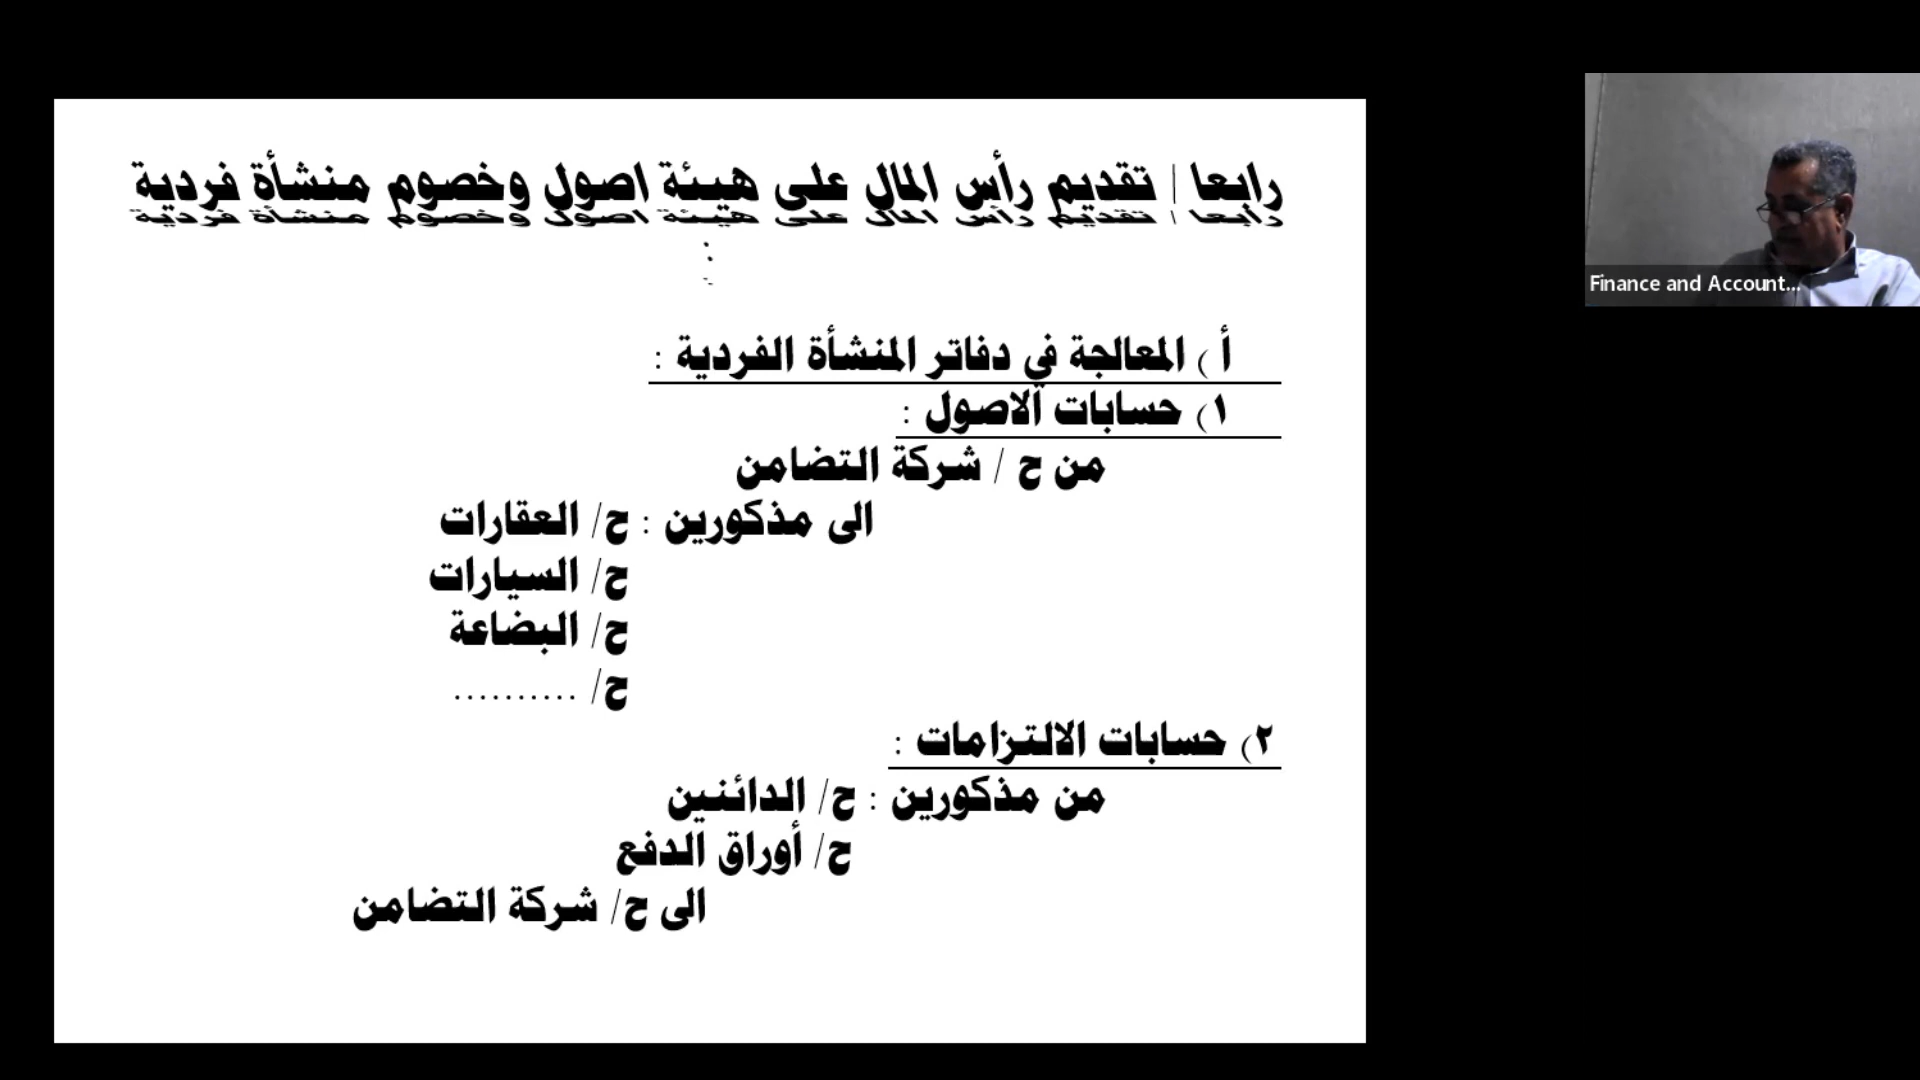 رابعا / تقديم رأس المال على هيئة اصول وخصوم منشأة فردية
:
أ ) المعالجة في دفاتر المنشأة الفردية :
١) حسابات الاصول :
من ح / شركة التضامن
الى مذكورين : ح/ العقارات
ح/ السيارات
ح/ البضاعة
ح/ ..........
٢) حسابات الالتزامات :
من مذكورين : ح/ الدائنين
ح/ أوراق الدفع
الى ح/ شركة التضامن
Finance and Account...